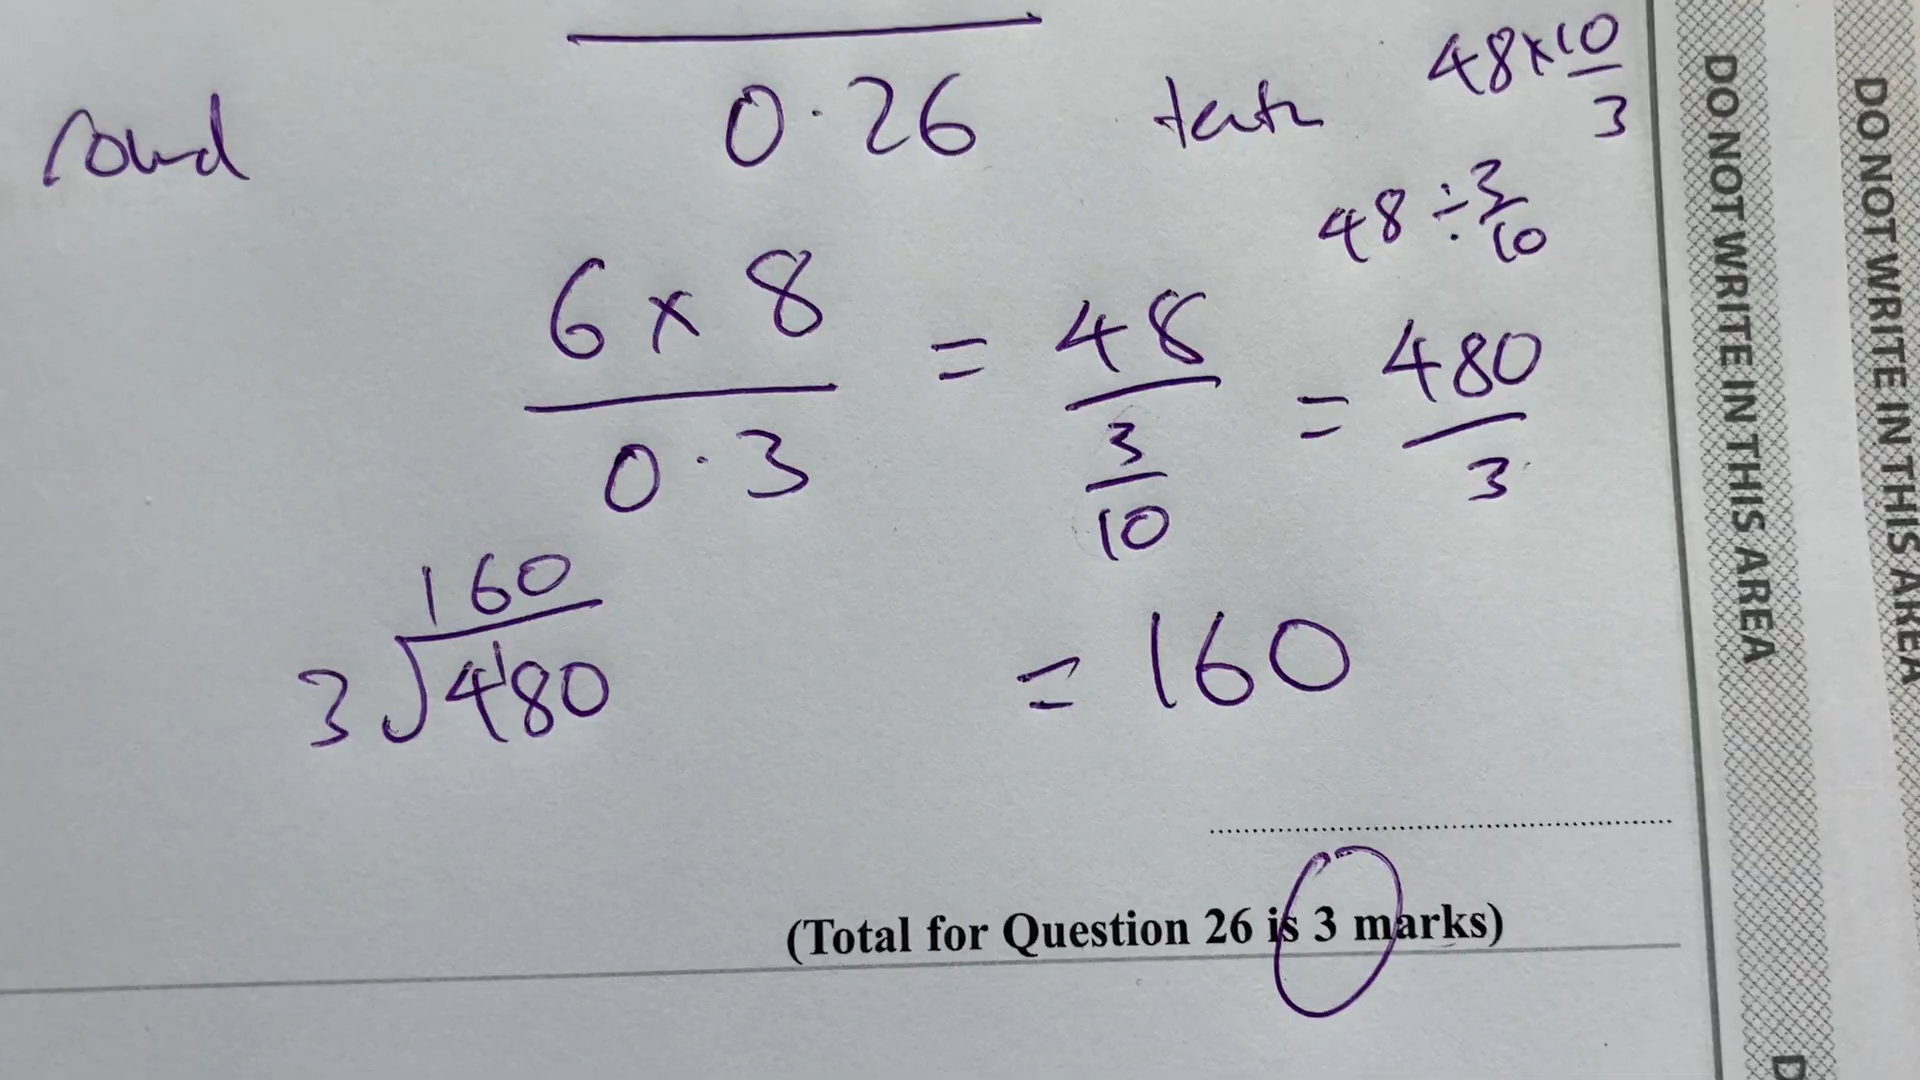 48×10
3
round 0.26 tenth
48 ÷ 3
10
6 × 8 = 48 = 480
0.3 3 3
10
160
3 480 = 160
(Total for Question 26 is 3 marks)
DO NOT WRITE IN THIS AREA
DO NOT WRITE IN THIS AREA
D